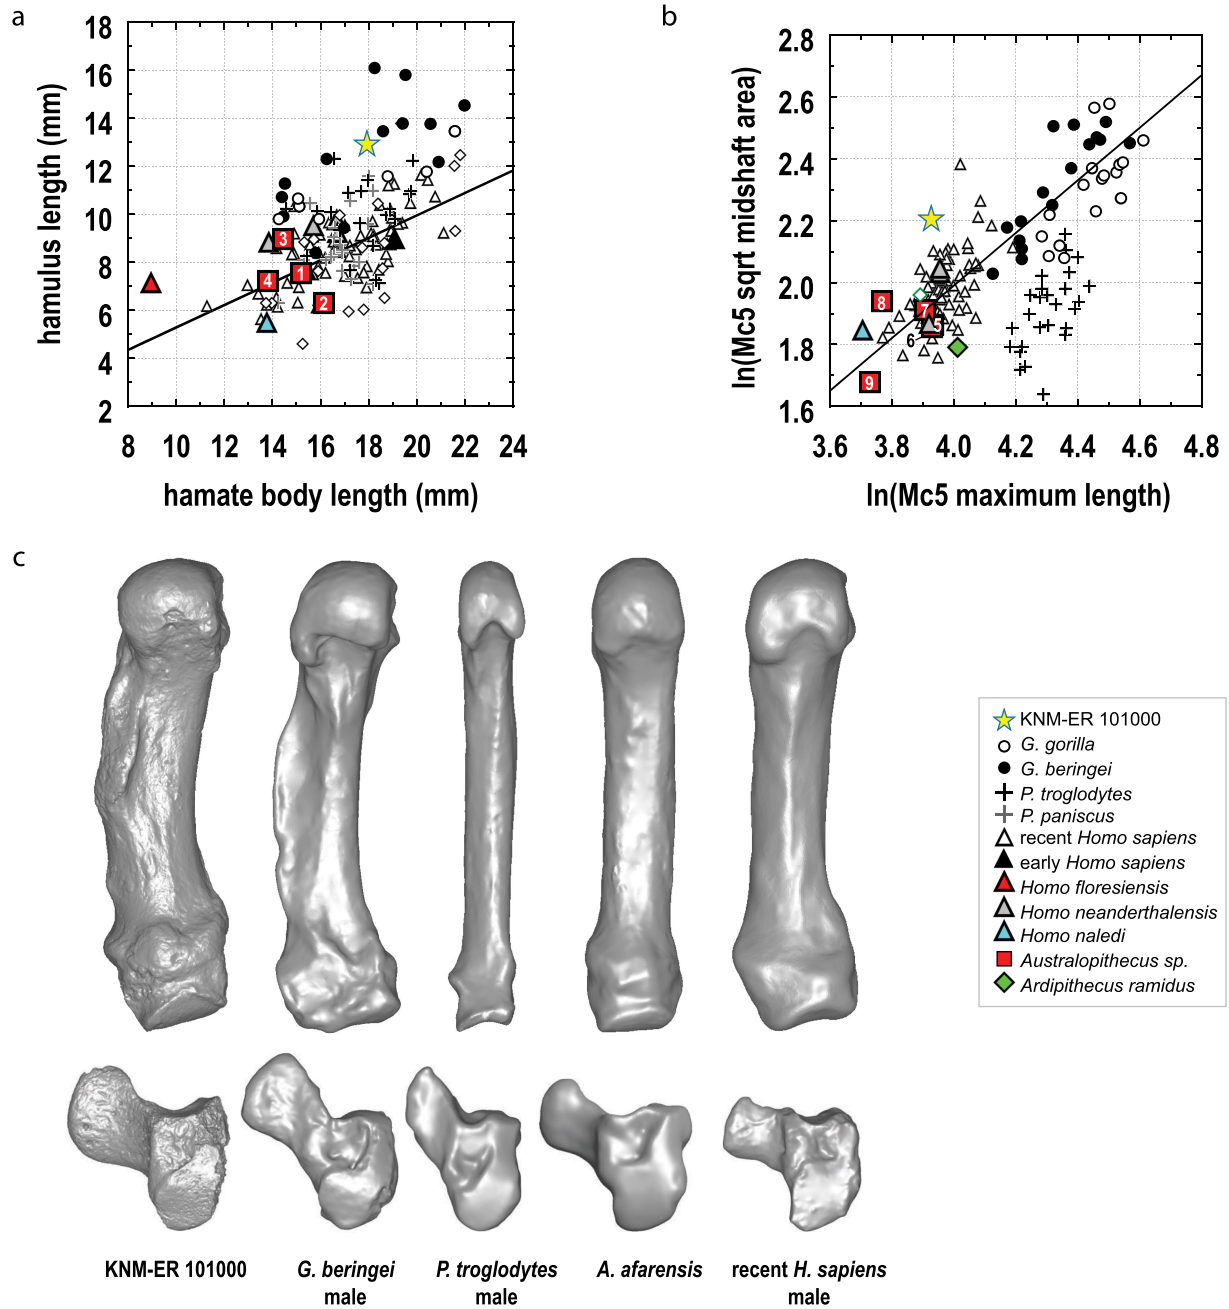 a
hamulus length (mm)
18
16
14
12
10
8
6
4
2
3
4
1
2
8 10 12 14 16 18 20 22 24
hamate body length (mm)
b
ln(Mc5 sqrt midshaft area)
2.8
2.6
2.4
2.2
2.0
1.8
1.6
8
7
5
6
9
3.6 4.0 4.2 4.4 4.6 4.8
ln(Mc5 maximum length)
c
KNM-ER 101000
G. gorilla
G. beringei
P. troglodytes
P. paniscus
recent Homo sapiens
early Homo sapiens
Homo floresiensis
Homo neanderthalensis
Homo naledi
Australopithecus sp.
Ardipithecus ramidus
KNM-ER 101000
G. beringei
male
P. troglodytes
male
A. afarensis
recent H. sapiens
male